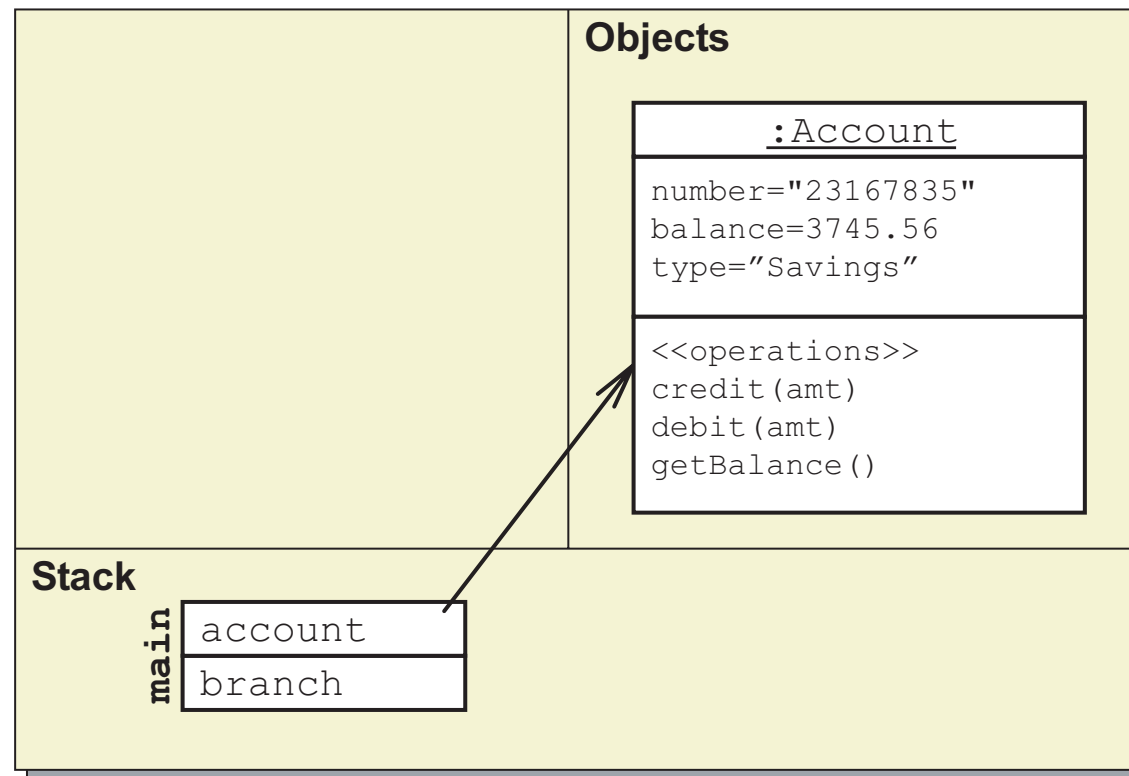 Objects
:Account
number="23167835"
balance=3745.56
type=”Savings”
<<operations>>
credit(amt)
debit(amt)
getBalance()
Stack
main
account
branch